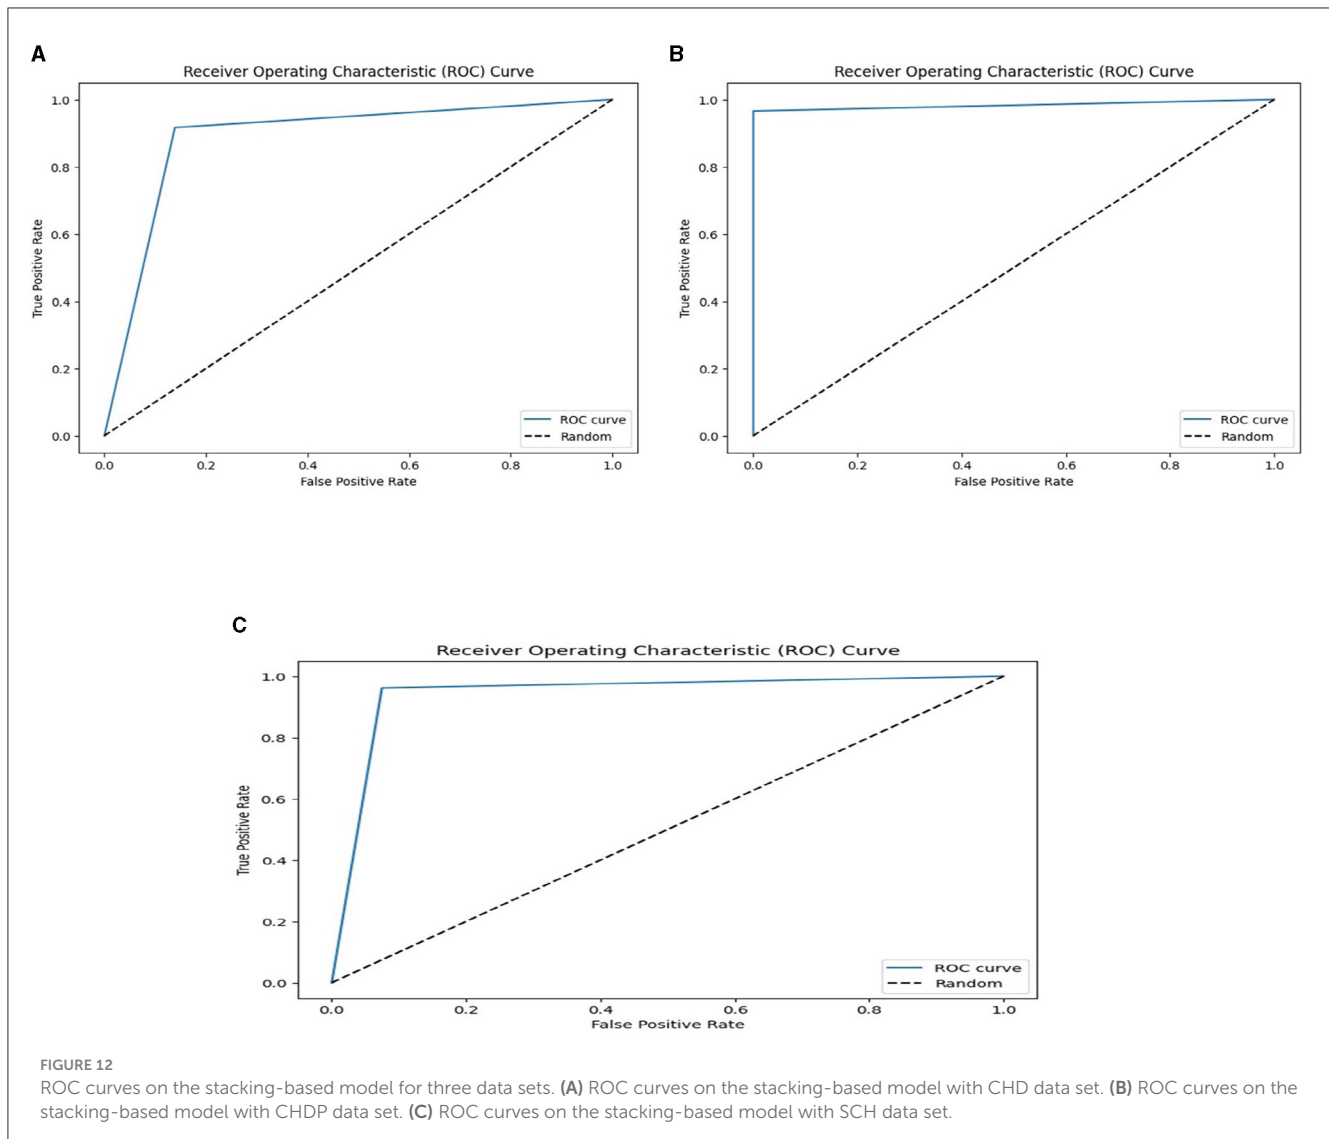 A
Receiver Operating Characteristic (ROC) Curve
1.0
0.8
0.6
0.4
0.2
0.0
True Positive Rate
ROC curve
Random
0.0 0.2 0.4 0.6 0.8 1.0
False Positive Rate
B
Receiver Operating Characteristic (ROC) Curve
1.0
0.8
0.6
0.4
0.2
0.0
True Positive Rate
ROC curve
Random
0.0 0.2 0.4 0.6 0.8 1.0
False Positive Rate
C
Receiver Operating Characteristic (ROC) Curve
1.0
0.8
0.6
0.4
0.2
0.0
True Positive Rate
ROC curve
Random
0.0 0.2 0.4 0.6 0.8 1.0
False Positive Rate
FIGURE 12
ROC curves on the stacking-based model for three data sets. (A) ROC curves on the stacking-based model with CHD data set. (B) ROC curves on the
stacking-based model with CHDP data set. (C) ROC curves on the stacking-based model with SCH data set.